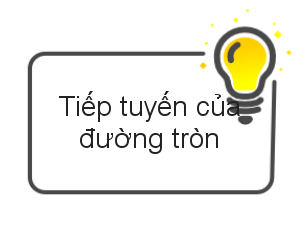 Tiếp tuyến của
đường tròn